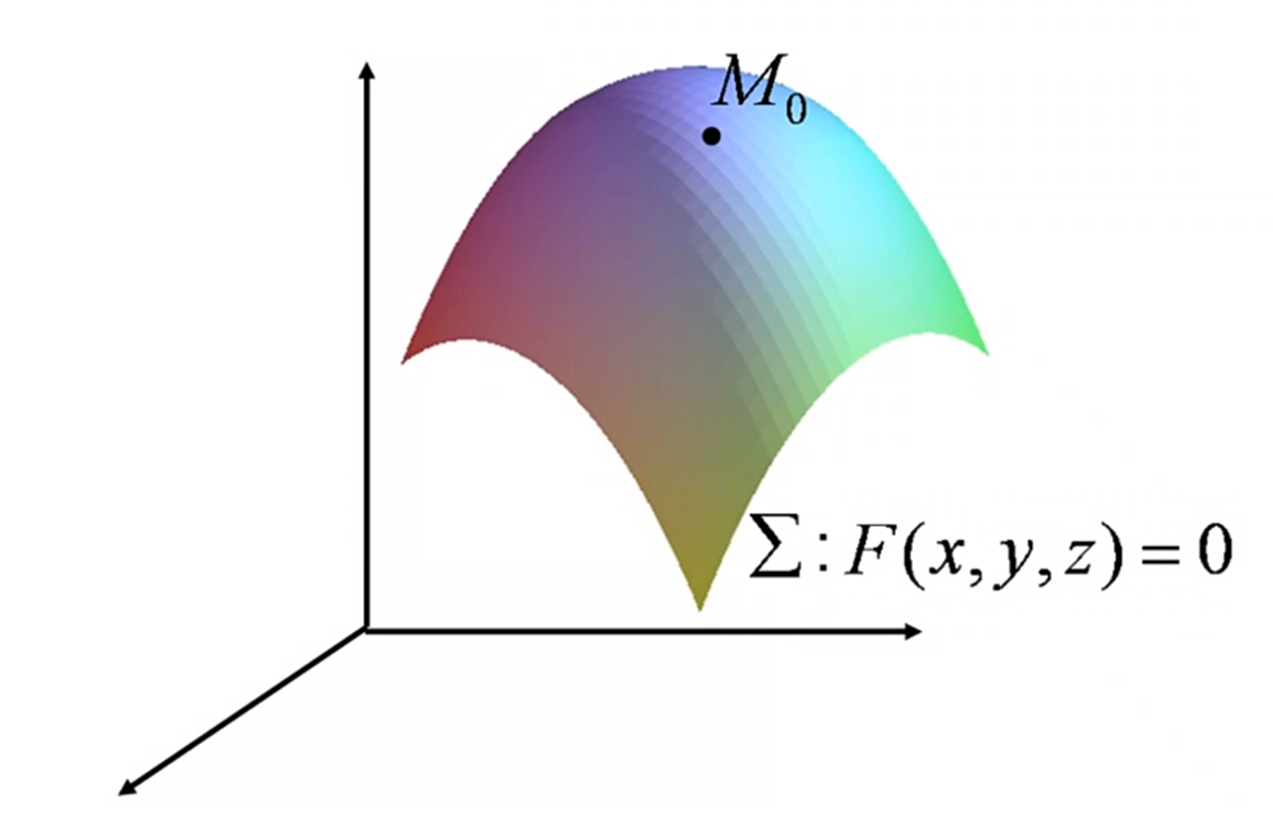 M₀
Σ: F(x, y, z) = 0